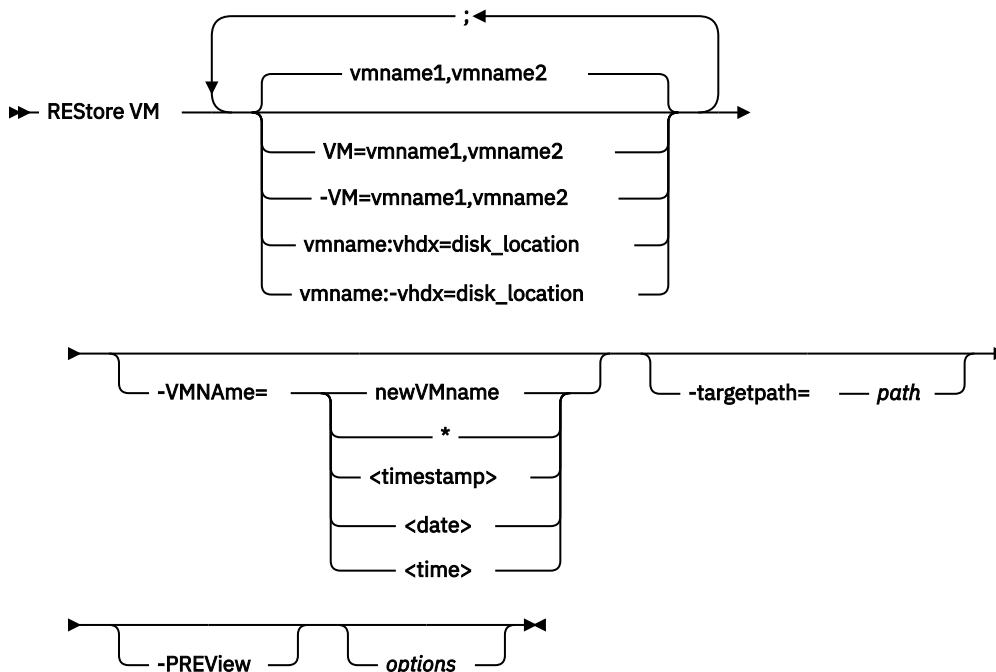 ;
vmname1,vmname2
REStore VM
VM=vmname1,vmname2
-VM=vmname1,vmname2
vmname:vhdx=disk_location
vmname:-vhdx=disk_location
-VMNAme= newVMname -targetpath= path
*
<timestamp>
<date>
<time>
-PREView options